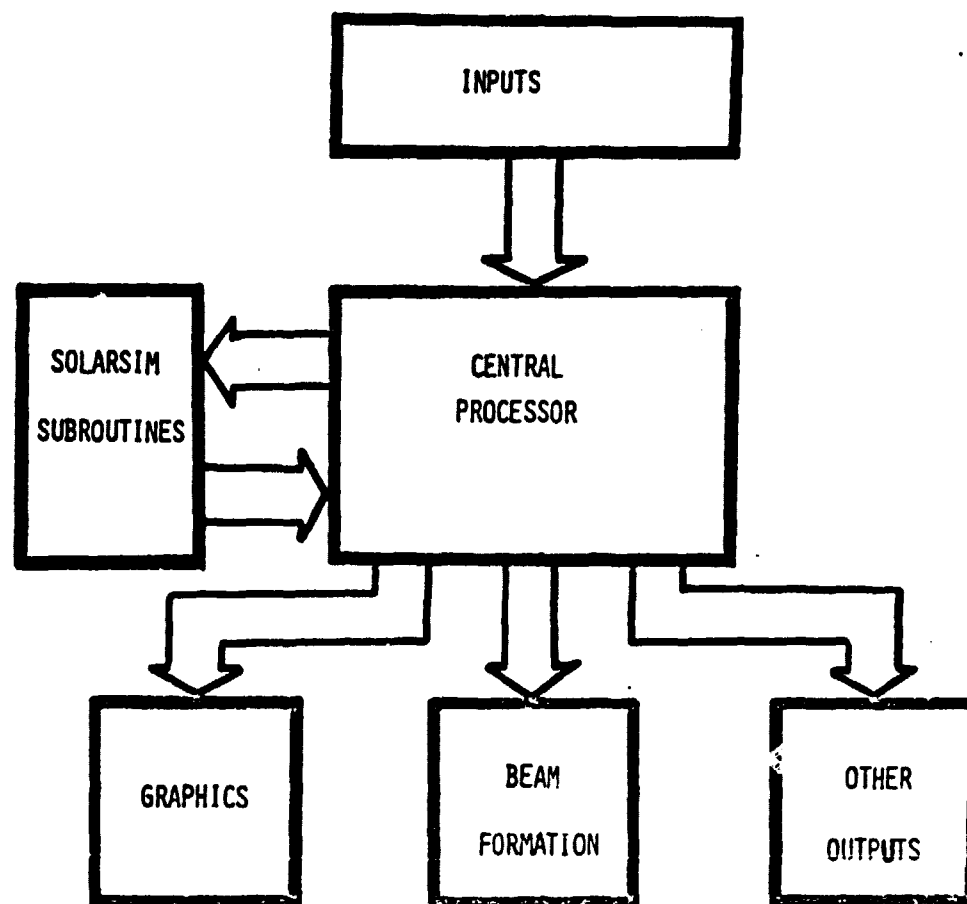 INPUTS
SOLARSIM
SUBROUTINES
CENTRAL
PROCESSOR
GRAPHICS
BEAM
FORMATION
OTHER
OUTPUTS